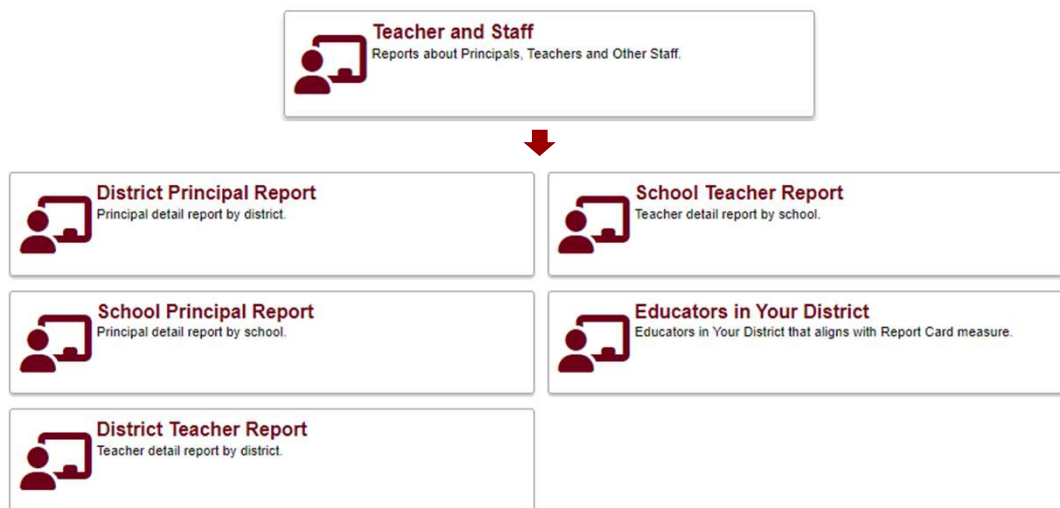 Teacher and Staff
Reports about Principals, Teachers and Other Staff.
District Principal Report
Principal detail report by district.
School Teacher Report
Teacher detail report by school.
School Principal Report
Principal detail report by school.
Educators in Your District
Educators in Your District that aligns with Report Card measure.
District Teacher Report
Teacher detail report by district.